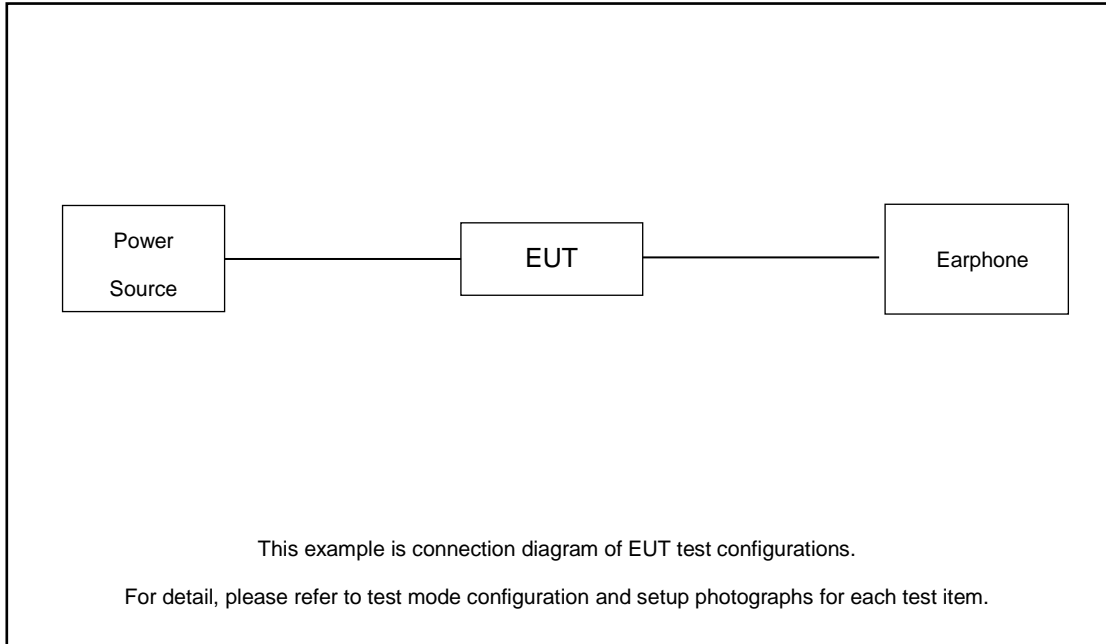 Power
Source
EUT
Earphone
This example is connection diagram of EUT test configurations.
For detail, please refer to test mode configuration and setup photographs for each test item.